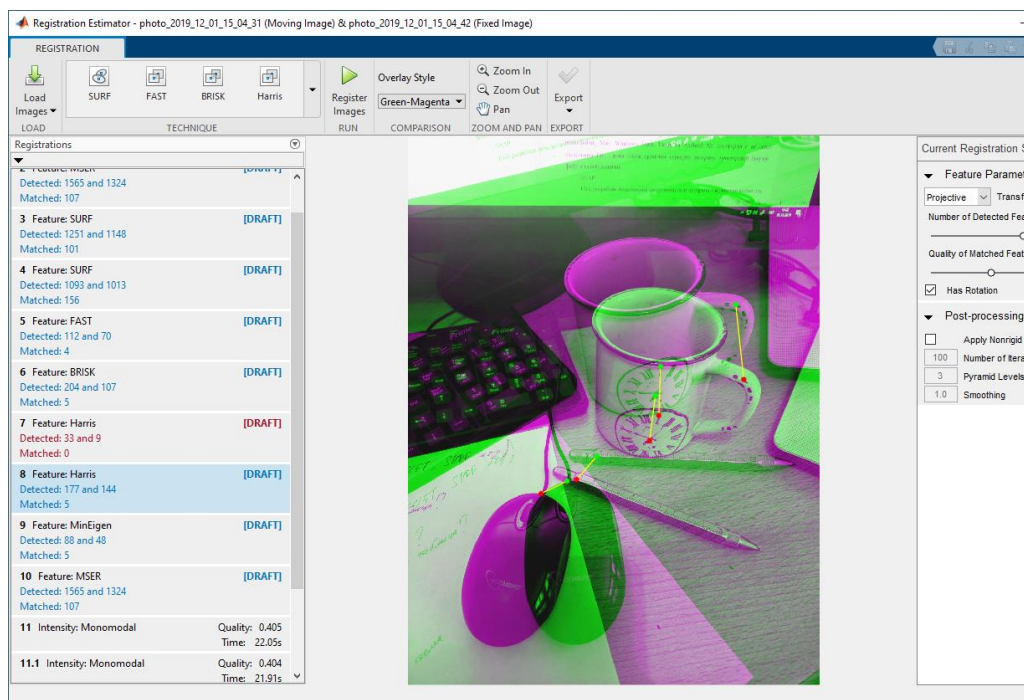 Registration Estimator - photo_2019_12_01_15_04_31 (Moving Image) & photo_2019_12_01_15_04_42 (Fixed Image)
REGISTRATION
Load Images
SURF
FAST
BRISK
Harris
Register Images
Overlay Style
Green-Magenta
Zoom In
Zoom Out
Pan
Export
LOAD
TECHNIQUE
RUN
COMPARISON
ZOOM AND PAN
EXPORT
Registrations
2 Feature: MSER [DRAFT]
Detected: 1565 and 1324
Matched: 107
3 Feature: SURF [DRAFT]
Detected: 1251 and 1148
Matched: 101
4 Feature: SURF [DRAFT]
Detected: 1093 and 1013
Matched: 156
5 Feature: FAST [DRAFT]
Detected: 112 and 70
Matched: 4
6 Feature: BRISK [DRAFT]
Detected: 204 and 107
Matched: 5
7 Feature: Harris [DRAFT]
Detected: 33 and 9
Matched: 0
8 Feature: Harris [DRAFT]
Detected: 177 and 144
Matched: 5
9 Feature: MinEigen [DRAFT]
Detected: 88 and 48
Matched: 5
10 Feature: MSER [DRAFT]
Detected: 1565 and 1324
Matched: 107
11 Intensity: Monomodal Quality: 0.405
Time: 22.05s
11.1 Intensity: Monomodal Quality: 0.404
Time: 21.91s
Current Registration S
Feature Paramet
Projective Transf
Number of Detected Fea
Quality of Matched Feat
Has Rotation
Post-processing
Apply Nonrigid
100 Number of Itera
3 Pyramid Levels
1.0 Smoothing